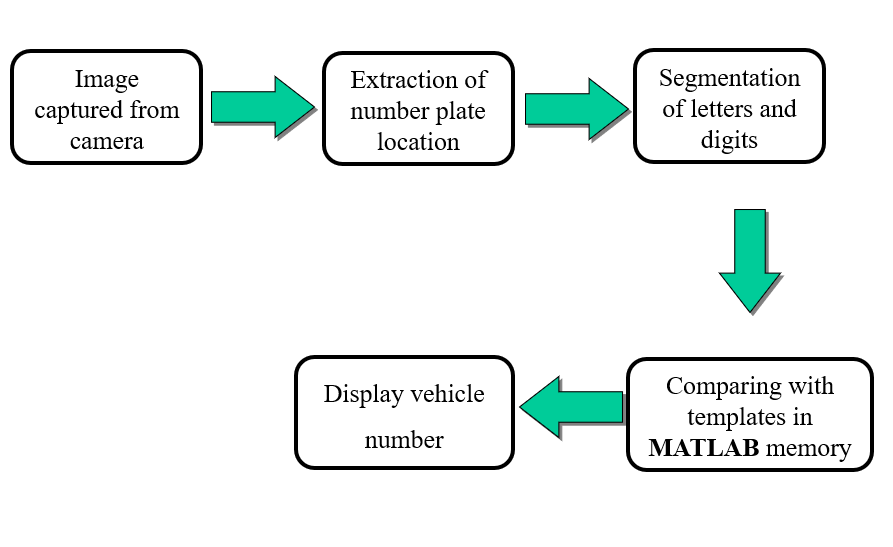 Image
captured from
camera
Extraction of
number plate
location
Segmentation
of letters and
digits
Comparing with
templates in
MATLAB memory
Display vehicle
number